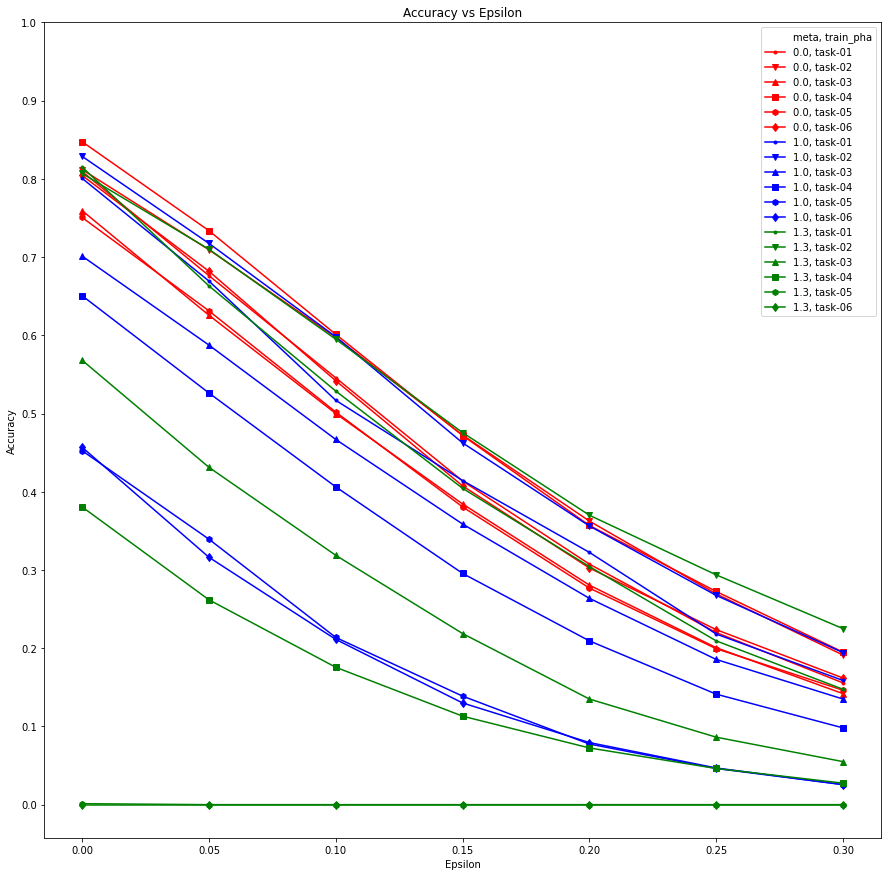 Accuracy vs Epsilon
meta, train_pha
0.0, task-01
0.0, task-02
0.0, task-03
0.0, task-04
0.0, task-05
0.0, task-06
1.0, task-01
1.0, task-02
1.0, task-03
1.0, task-04
1.0, task-05
1.0, task-06
1.3, task-01
1.3, task-02
1.3, task-03
1.3, task-04
1.3, task-05
1.3, task-06
1.0
0.9
0.8
0.7
0.6
0.5
0.4
0.3
0.2
0.1
0.0
Accuracy
0.00 0.05 0.10 0.15 0.20 0.25 0.30
Epsilon